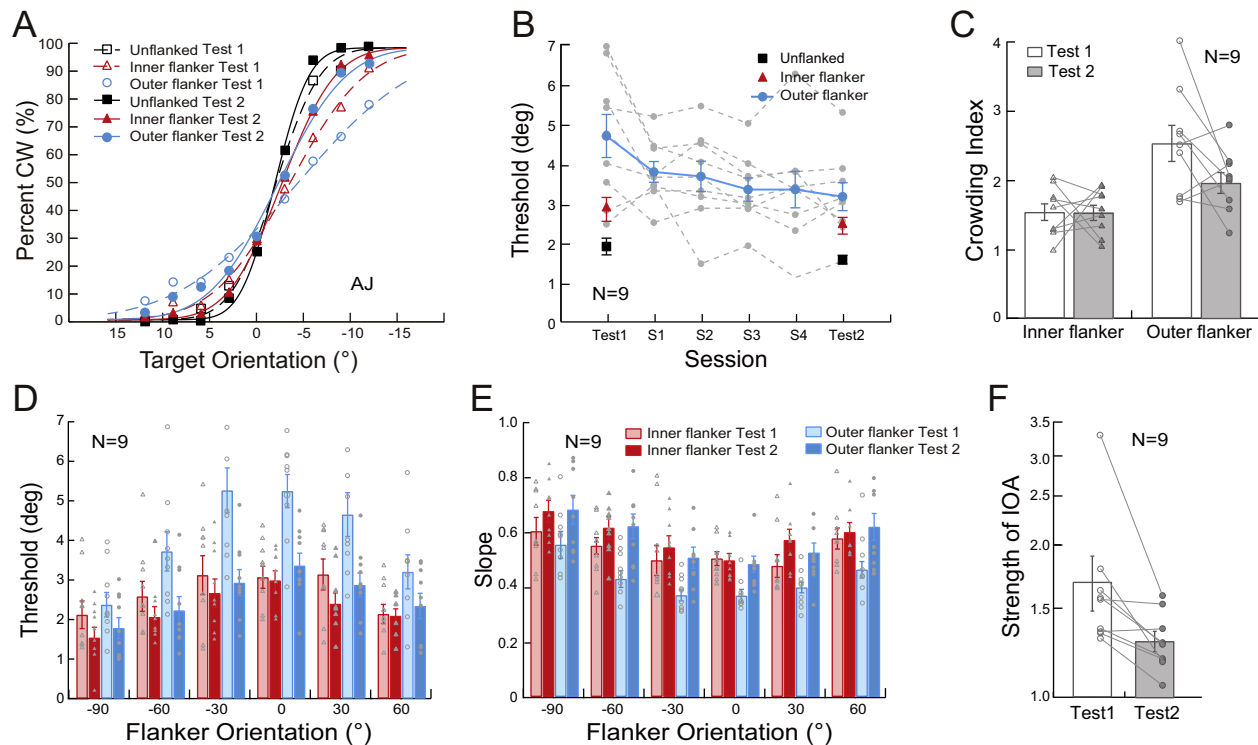 A
Percent CW (%)
100
90
80
70
60
50
40
30
20
10
0
Unflanked Test 1
Inner flanker Test 1
Outer flanker Test 1
Unflanked Test 2
Inner flanker Test 2
Outer flanker Test 2
AJ
15 10 5 0 -5 -10 -15
Target Orientation (°)
B
Threshold (deg)
7
6
5
4
3
2
1
0
Unflanked
Inner flanker
Outer flanker
N=9
Test1 S1 S2 S3 S4 Test2
Session
C
Crowding Index
4
3
2
1
0
Test 1
Test 2
N=9
Inner flanker Outer flanker
D
Threshold (deg)
7
6
5
4
3
2
1
0
N=9
-90 -60 -30 0 30 60
Flanker Orientation (°)
E
Slope
1.0
0.8
0.6
0.4
0.2
0
N=9
Inner flanker Test 1
Inner flanker Test 2
Outer flanker Test 1
Outer flanker Test 2
-90 -60 -30 0 30 60
Flanker Orientation (°)
F
Strength of IOA
3.5
3.0
2.5
2.0
1.5
1.0
N=9
Test1 Test2